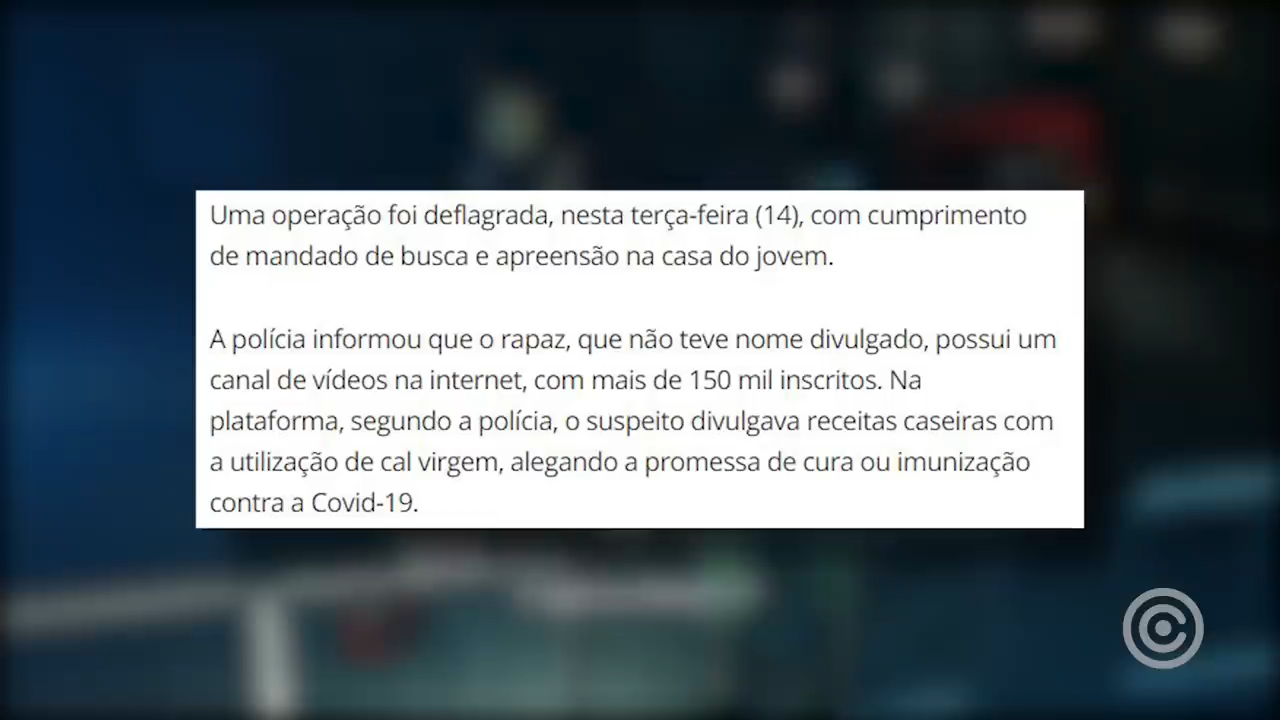 Uma operação foi deflagrada, nesta terça-feira (14), com cumprimento
de mandado de busca e apreensão na casa do jovem.
A polícia informou que o rapaz, que não teve nome divulgado, possui um
canal de vídeos na internet, com mais de 150 mil inscritos. Na
plataforma, segundo a polícia, o suspeito divulgava receitas caseiras com
a utilização de cal virgem, alegando a promessa de cura ou imunização
contra a Covid-19.